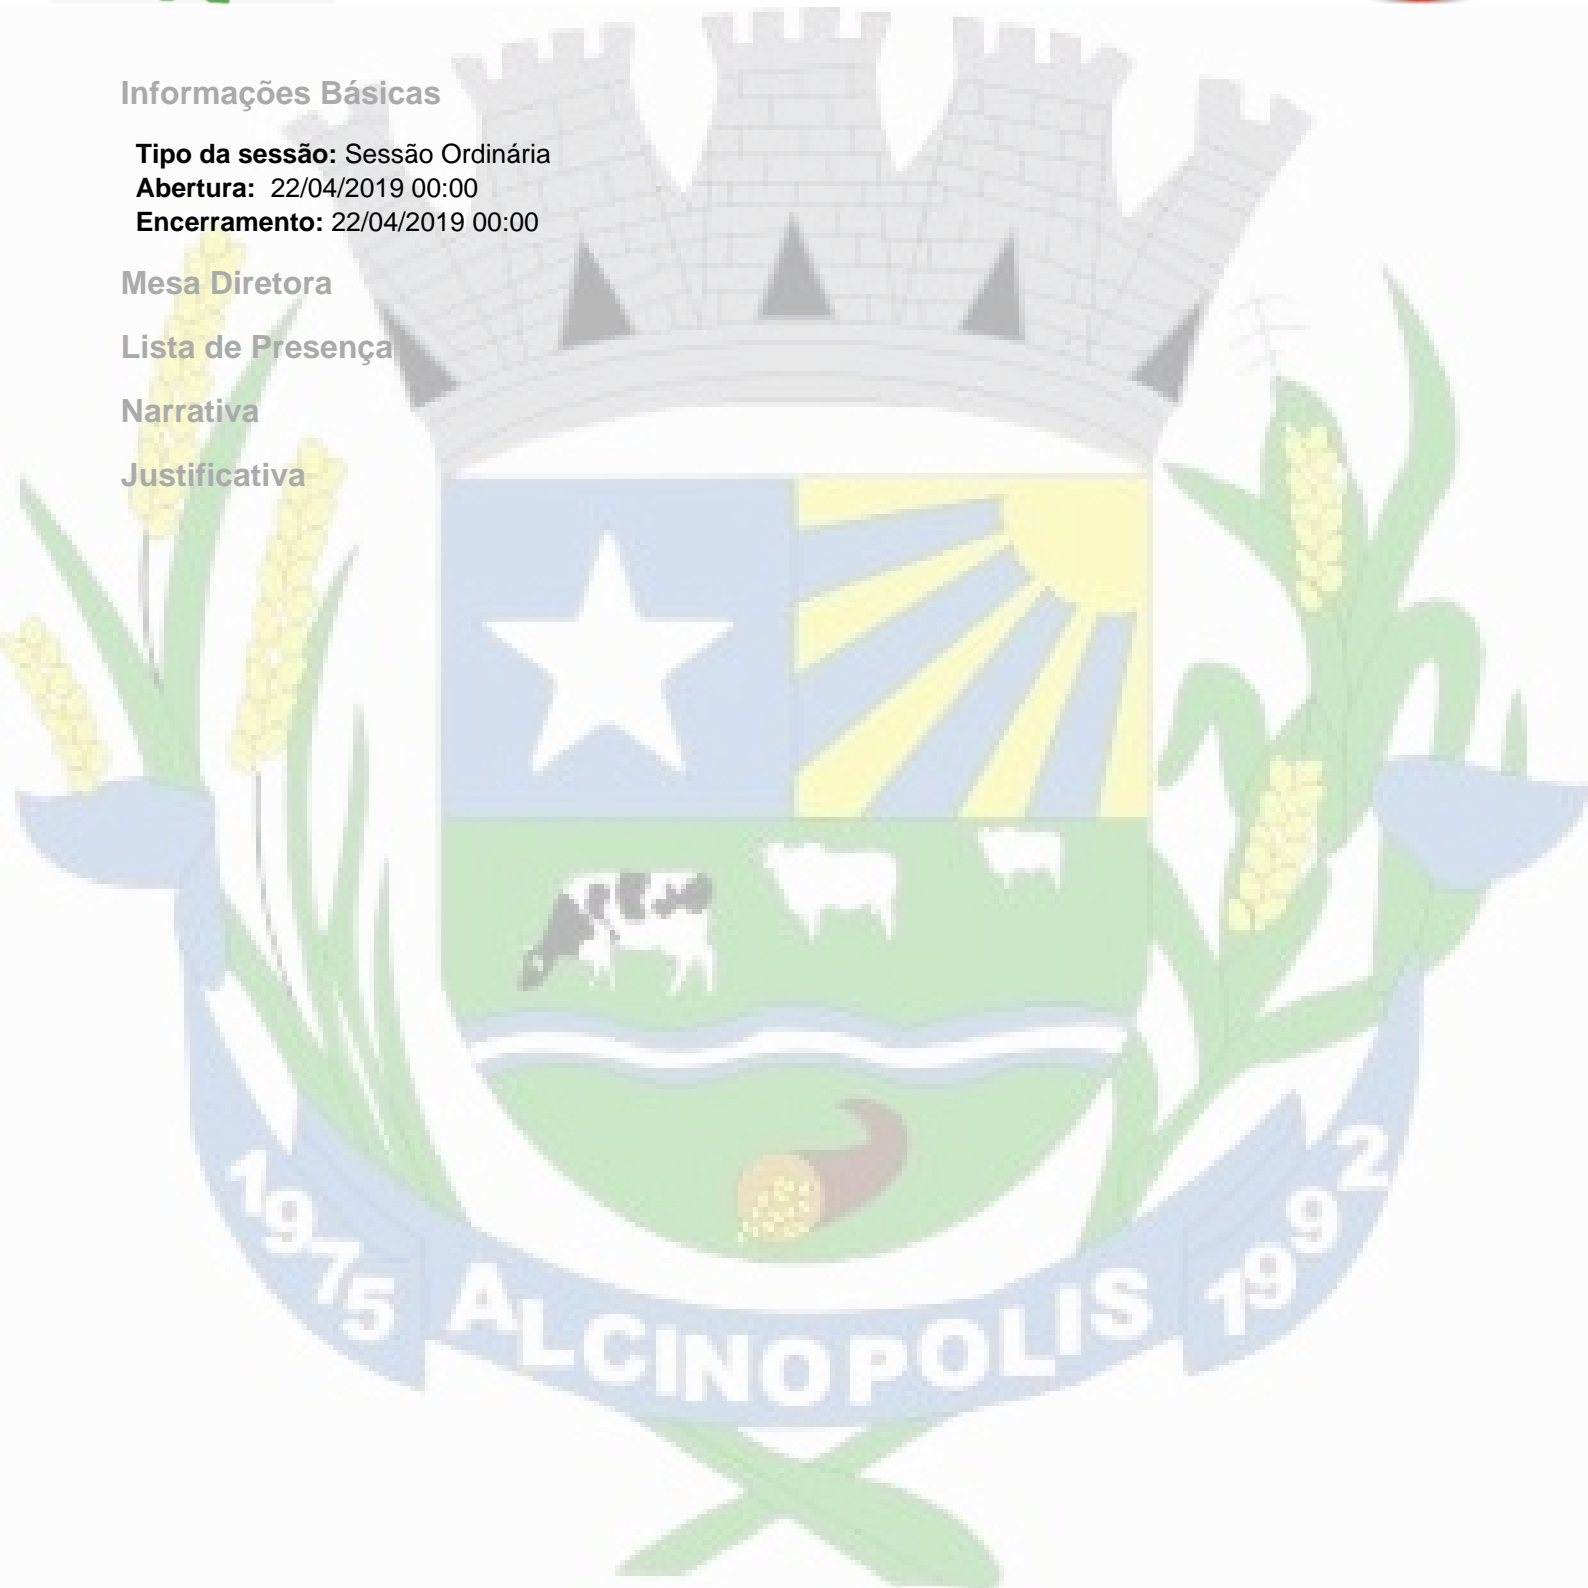 Informações Básicas
Tipo da sessão: Sessão Ordinária
Abertura: 22/04/2019 00:00
Encerramento: 22/04/2019 00:00
Mesa Diretora
Lista de Presença
Narrativa
Justificativa
1975 ALCINOPOLIS 1992